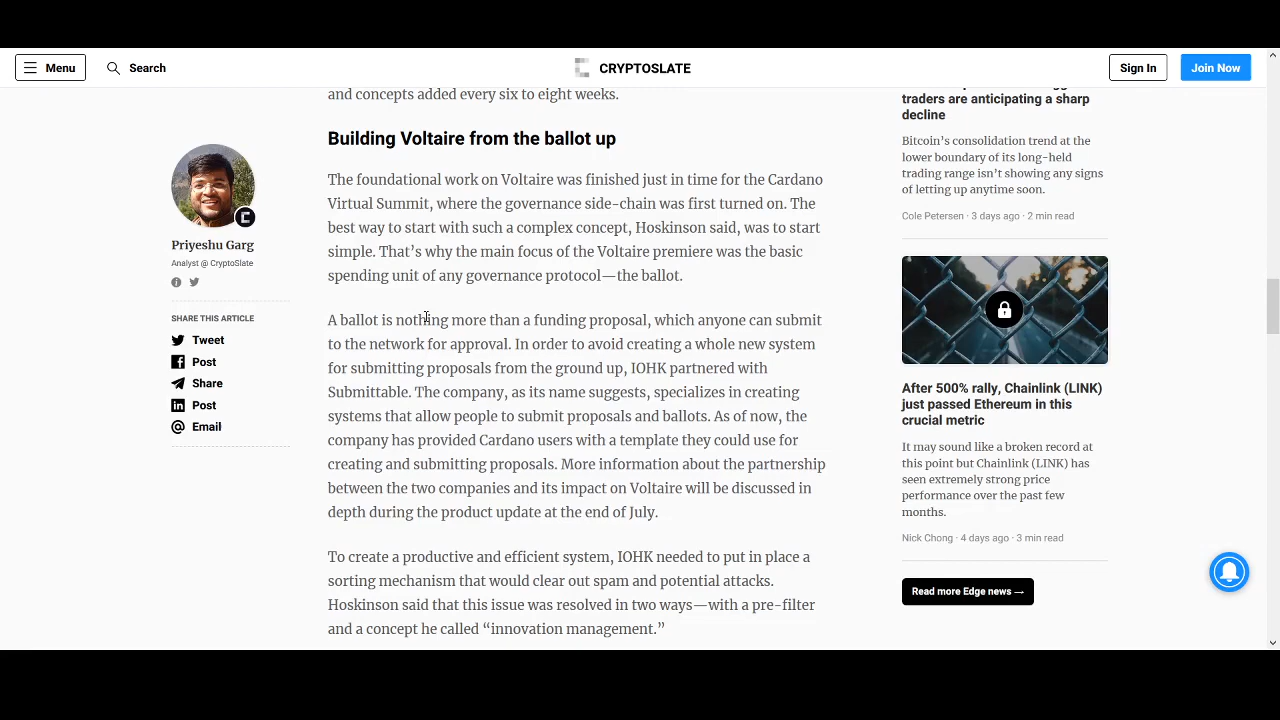 Menu
Search
CRYPTOSLATE
Sign In
Join Now
and concepts added every six to eight weeks.
Building Voltaire from the ballot up
The foundational work on Voltaire was finished just in time for the Cardano
Virtual Summit, where the governance side-chain was first turned on. The
best way to start with such a complex concept, Hoskinson said, was to start
simple. That’s why the main focus of the Voltaire premiere was the basic
spending unit of any governance protocol—the ballot.
A ballot is nothing more than a funding proposal, which anyone can submit
to the network for approval. In order to avoid creating a whole new system
for submitting proposals from the ground up, IOHK partnered with
Submittable. The company, as its name suggests, specializes in creating
systems that allow people to submit proposals and ballots. As of now, the
company has provided Cardano users with a template they could use for
creating and submitting proposals. More information about the partnership
between the two companies and its impact on Voltaire will be discussed in
depth during the product update at the end of July.
To create a productive and efficient system, IOHK needed to put in place a
sorting mechanism that would clear out spam and potential attacks.
Hoskinson said that this issue was resolved in two ways—with a pre-filter
and a concept he called “innovation management.”
Priyeshu Garg
Analyst @ CryptoSlate
SHARE THIS ARTICLE
Tweet
Post
Share
Post
Email
traders are anticipating a sharp
decline
Bitcoin’s consolidation trend at the
lower boundary of its long-held
trading range isn’t showing any signs
of letting up anytime soon.
Cole Petersen · 3 days ago · 2 min read
After 500% rally, Chainlink (LINK)
just passed Ethereum in this
crucial metric
It may sound like a broken record at
this point but Chainlink (LINK) has
seen extremely strong price
performance over the past few
months.
Nick Chong · 4 days ago · 3 min read
Read more Edge news →